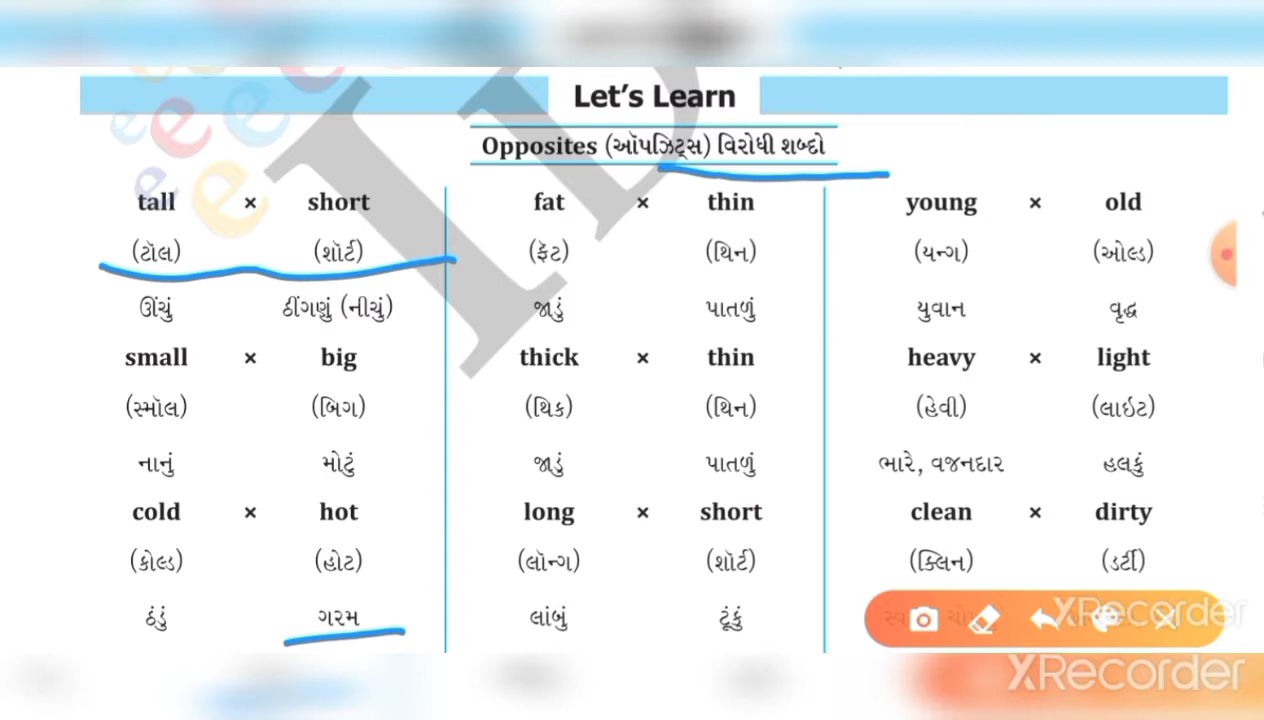 Let's Learn
Opposites (ઑપઝિટ્સ) વિરોધી શબ્દો
tall × short
(ટૉલ) (શૉર્ટ)
ઊંચું ઠીંગણું (નીચું)
small × big
(સ્મૉલ) (બિગ)
નાનું મોટું
cold × hot
(કોલ્ડ) (હોટ)
ઠંડું ગરમ
fat × thin
(ફૅટ) (થિન)
જાડું પાતળું
thick × thin
(થિક) (થિન)
જાડું પાતળું
long × short
(લૉન્ગ) (શૉર્ટ)
લાંબું ટૂંકું
young × old
(યન્ગ) (ઓલ્ડ)
યુવાન વૃદ્ધ
heavy × light
(હેવી) (લાઇટ)
ભારે, વજનદાર હલકું
clean × dirty
(ક્લિન) (ડર્ટી)
XRecorder
XRecorder